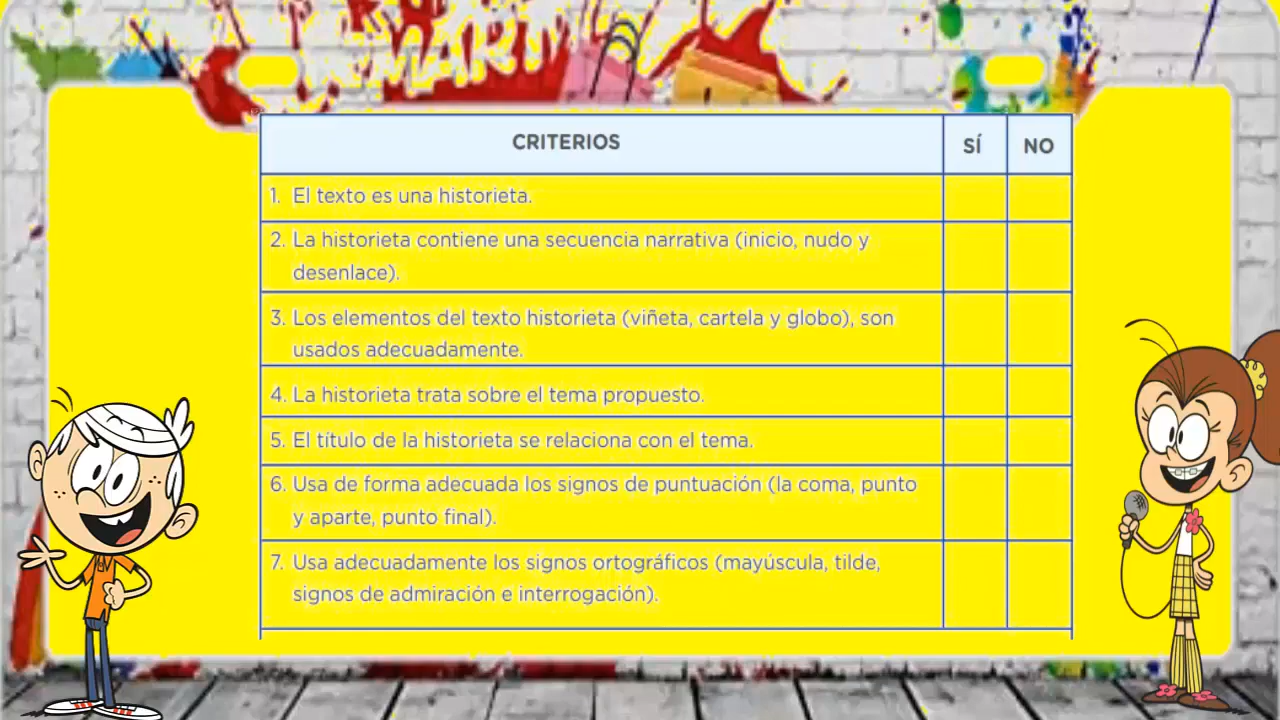 CRITERIOS SÍ NO
1. El texto es una historieta.
2. La historieta contiene una secuencia narrativa (inicio, nudo y
desenlace).
3. Los elementos del texto historieta (viñeta, cartela y globo), son
usados adecuadamente.
4. La historieta trata sobre el tema propuesto.
5. El título de la historieta se relaciona con el tema.
6. Usa de forma adecuada los signos de puntuación (la coma, punto
y aparte, punto final).
7. Usa adecuadamente los signos ortográficos (mayúscula, tilde,
signos de admiración e interrogación).